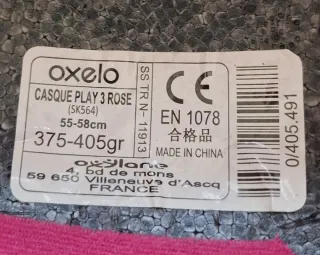 oxelo
CASQUE PLAY 3 ROSE
(SK564)
55-58cm
375-405gr
SS TR N-11913
CE
EN 1078
合格品
MADE IN CHINA
0/405.491
oxylane
4, bd de mons
59 650 Villeneuve d'Ascq
FRANCE